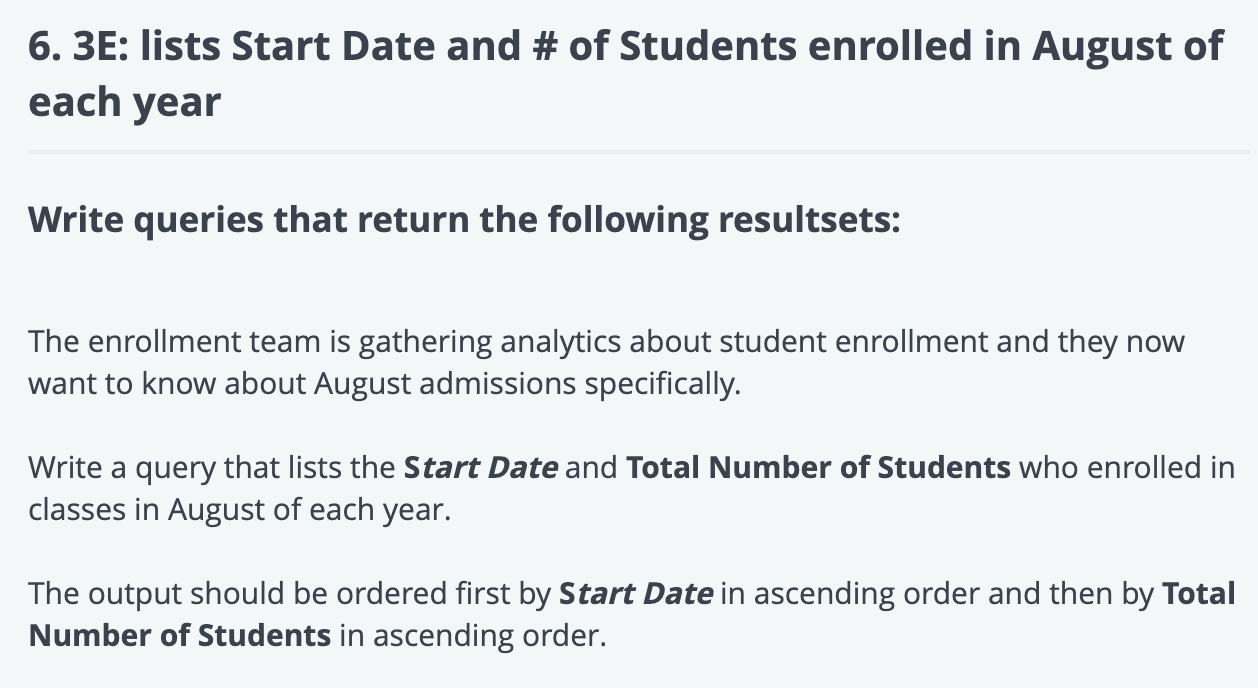 6. 3E: lists Start Date and # of Students enrolled in August of
each year
Write queries that return the following resultsets:
The enrollment team is gathering analytics about student enrollment and they now
want to know about August admissions specifically.
Write a query that lists the Start Date and Total Number of Students who enrolled in
classes in August of each year.
The output should be ordered first by Start Date in ascending order and then by Total
Number of Students in ascending order.